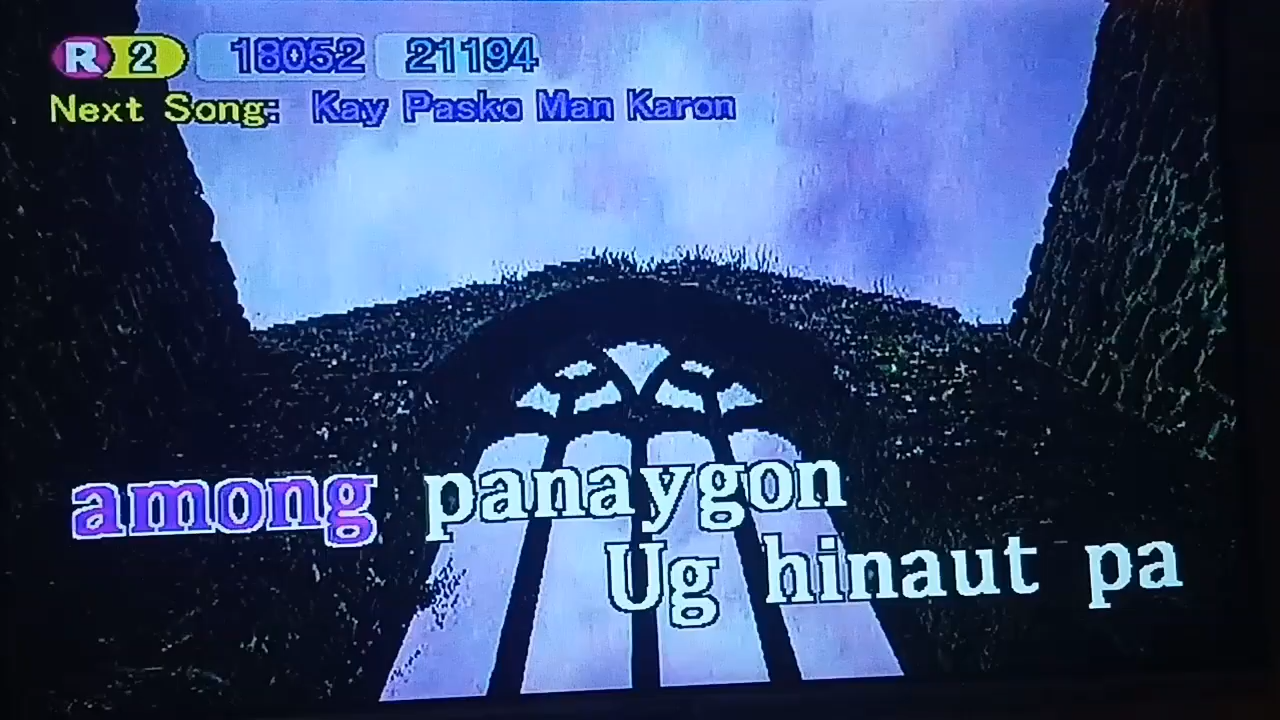 R 2 18052 21194
Next Song: Kay Pasko Man Karon
among panaygon
Ug hinaut pa